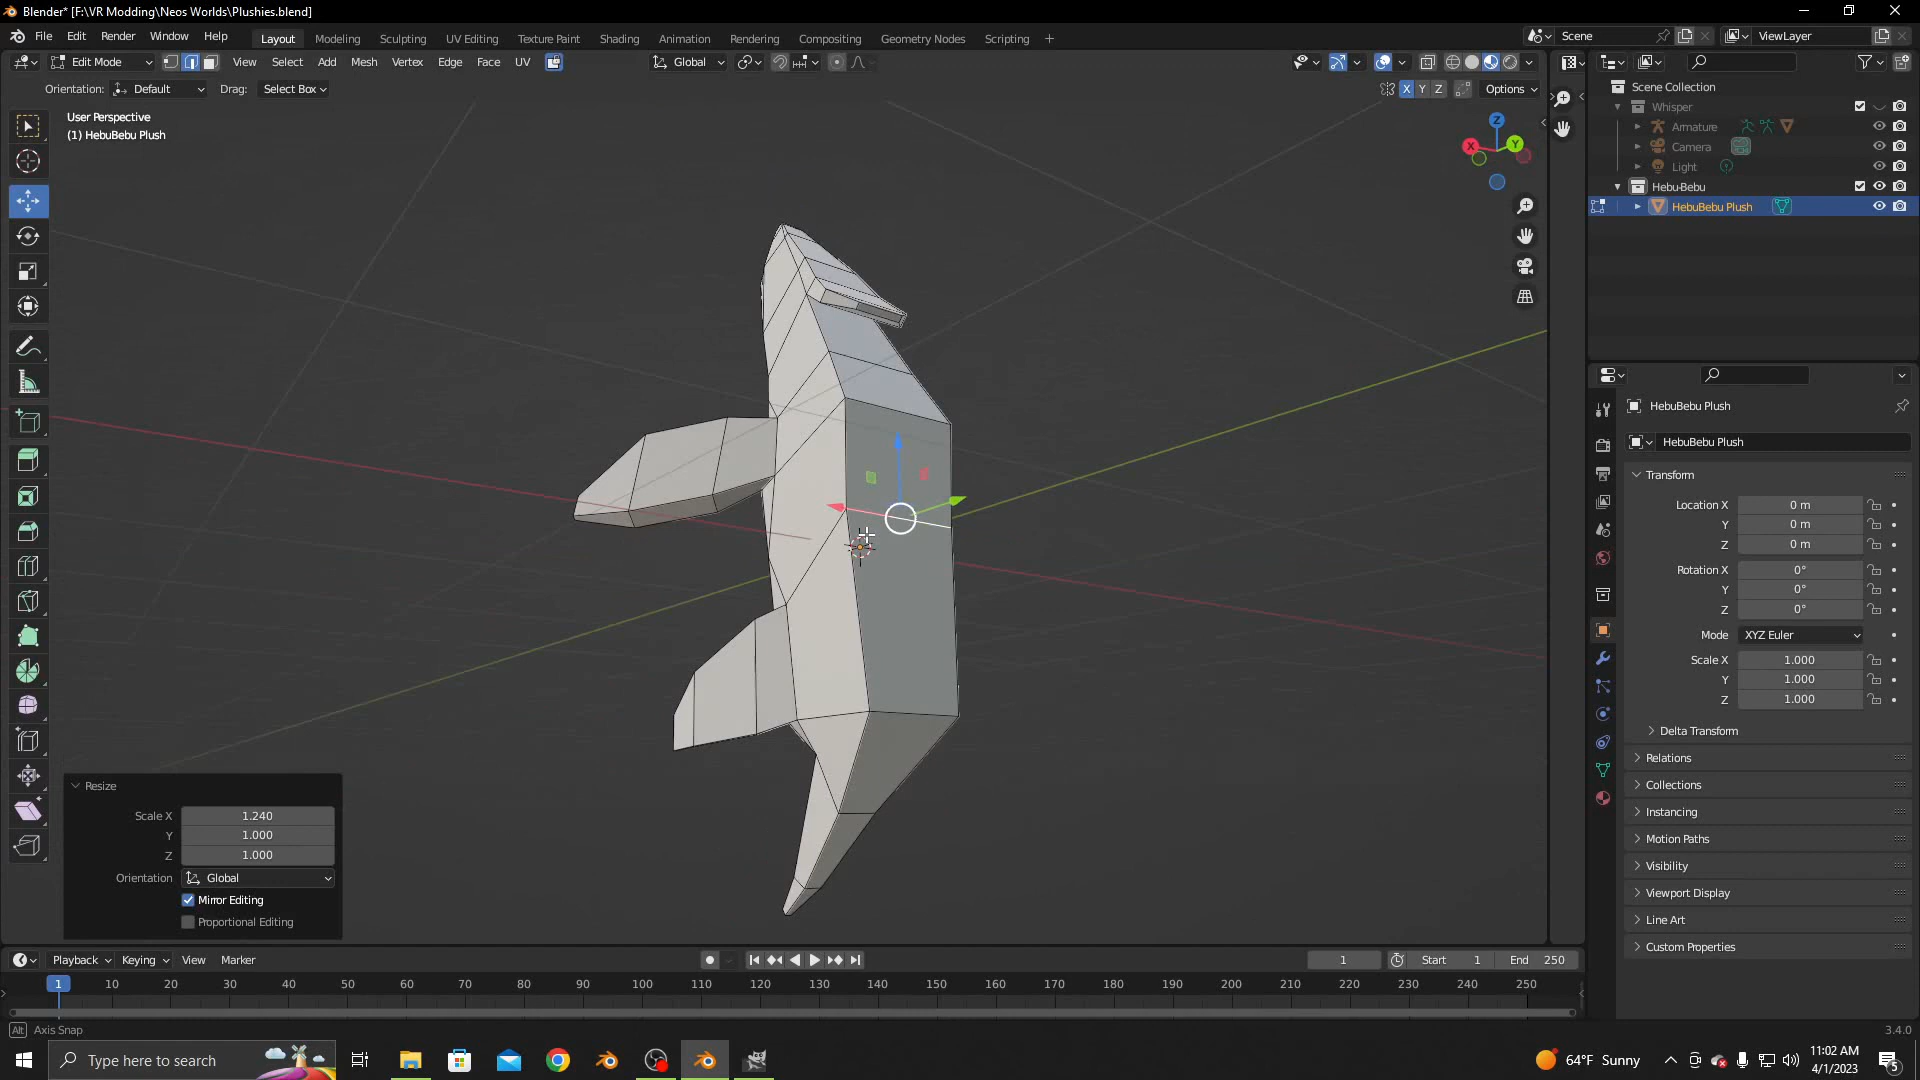 Blender* [F:\VR Modding\Neos Worlds\Plushies.blend]
File Edit Render Window Help
Layout Modeling Sculpting UV Editing Texture Paint Shading Animation Rendering Compositing Geometry Nodes Scripting +
Scene
ViewLayer
Edit Mode View Select Add Mesh Vertex Edge Face UV
Global
Orientation: Default Drag: Select Box
X Y Z Options
User Perspective
(1) HebuBebu Plush
Z
X
Y
Scene Collection
Whisper
Armature
Camera
Light
Hebu-Bebu
HebuBebu Plush
HebuBebu Plush
HebuBebu Plush
Transform
Location X 0 m
Y 0 m
Z 0 m
Rotation X 0°
Y 0°
Z 0°
Mode XYZ Euler
Scale X 1.000
Y 1.000
Z 1.000
Delta Transform
Relations
Collections
Instancing
Motion Paths
Visibility
Viewport Display
Line Art
Custom Properties
Resize
Scale X 1.240
Y 1.000
Z 1.000
Orientation Global
Mirror Editing
Proportional Editing
Playback Keying View Marker
1 Start 1 End 250
1 10 20 30 40 50 60 70 80 90 100 110 120 130 140 150 160 170 180 190 200 210 220 230 240 250
Alt Axis Snap
3.4.0
Type here to search
64°F Sunny
11:02 AM
4/1/2023
5